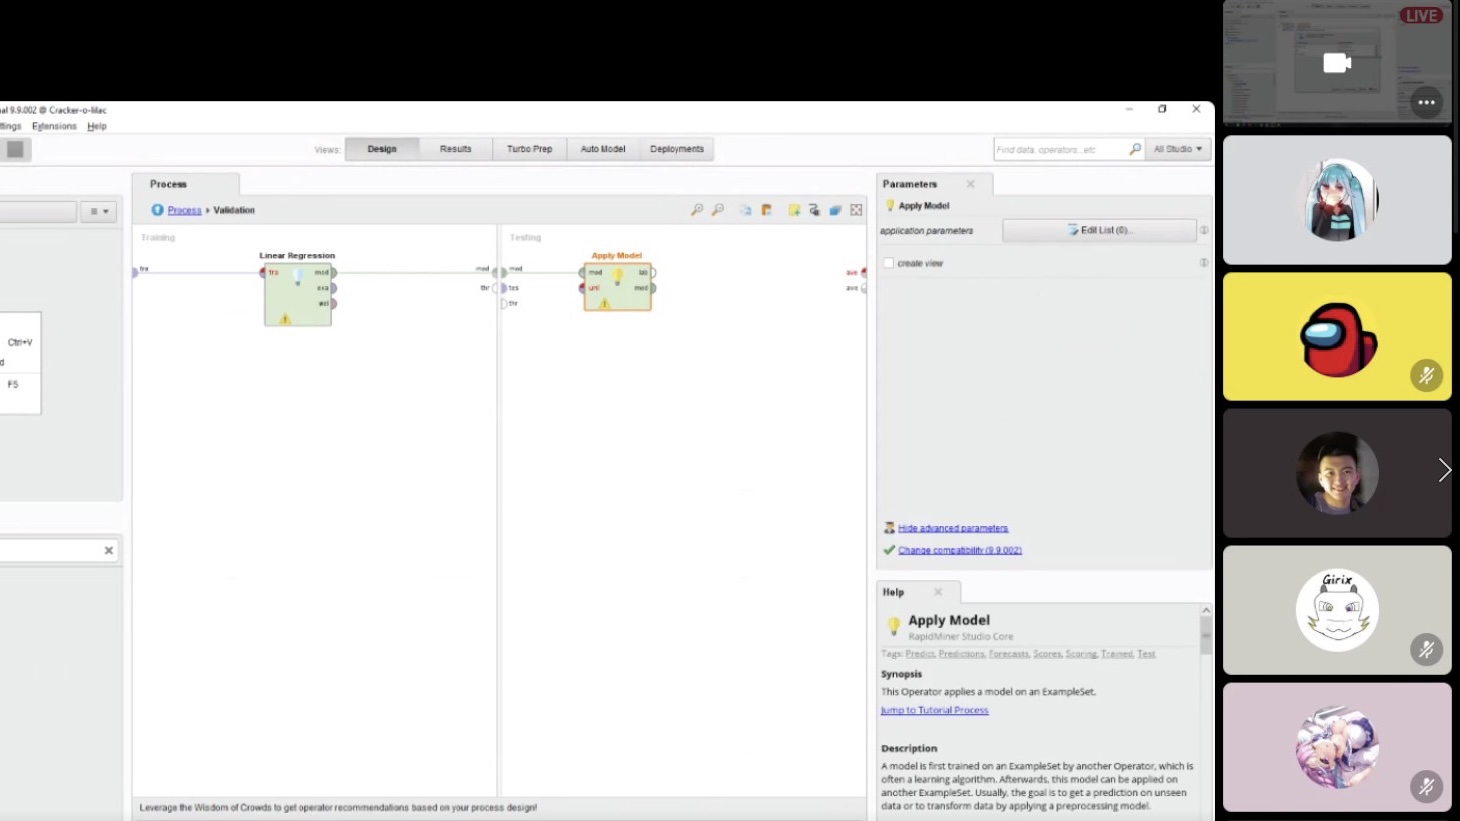 LIVE
nal 9.9.002 @ Cracker-o-lilac
ttings Extensions Help
Views: Design Results Turbo Prep Auto Model Deployments
Find data, operators...etc All Studio
Process
Process Validation
Training Testing
Linear Regression Apply Model
tra tra mod mod mod mod lab ave
exa thr tes unl mod ave
wei thr
Ctrl+V
d
F5
Parameters
Apply Model
application parameters Edit List (0)...
create view
Hide advanced parameters
Change compatibility (9.9.002)
Help
Apply Model
RapidMiner Studio Core
Tags: Predict, Predictions, Forecasts, Scores, Scoring, Trained, Test
Synopsis
This Operator applies a model on an ExampleSet.
Jump to Tutorial Process
Description
A model is first trained on an ExampleSet by another Operator, which is
often a learning algorithm. Afterwards, this model can be applied on
another ExampleSet. Usually, the goal is to get a prediction on unseen
data or to transform data by applying a preprocessing model.
Leverage the Wisdom of Crowds to get operator recommendations based on your process design!
Girix